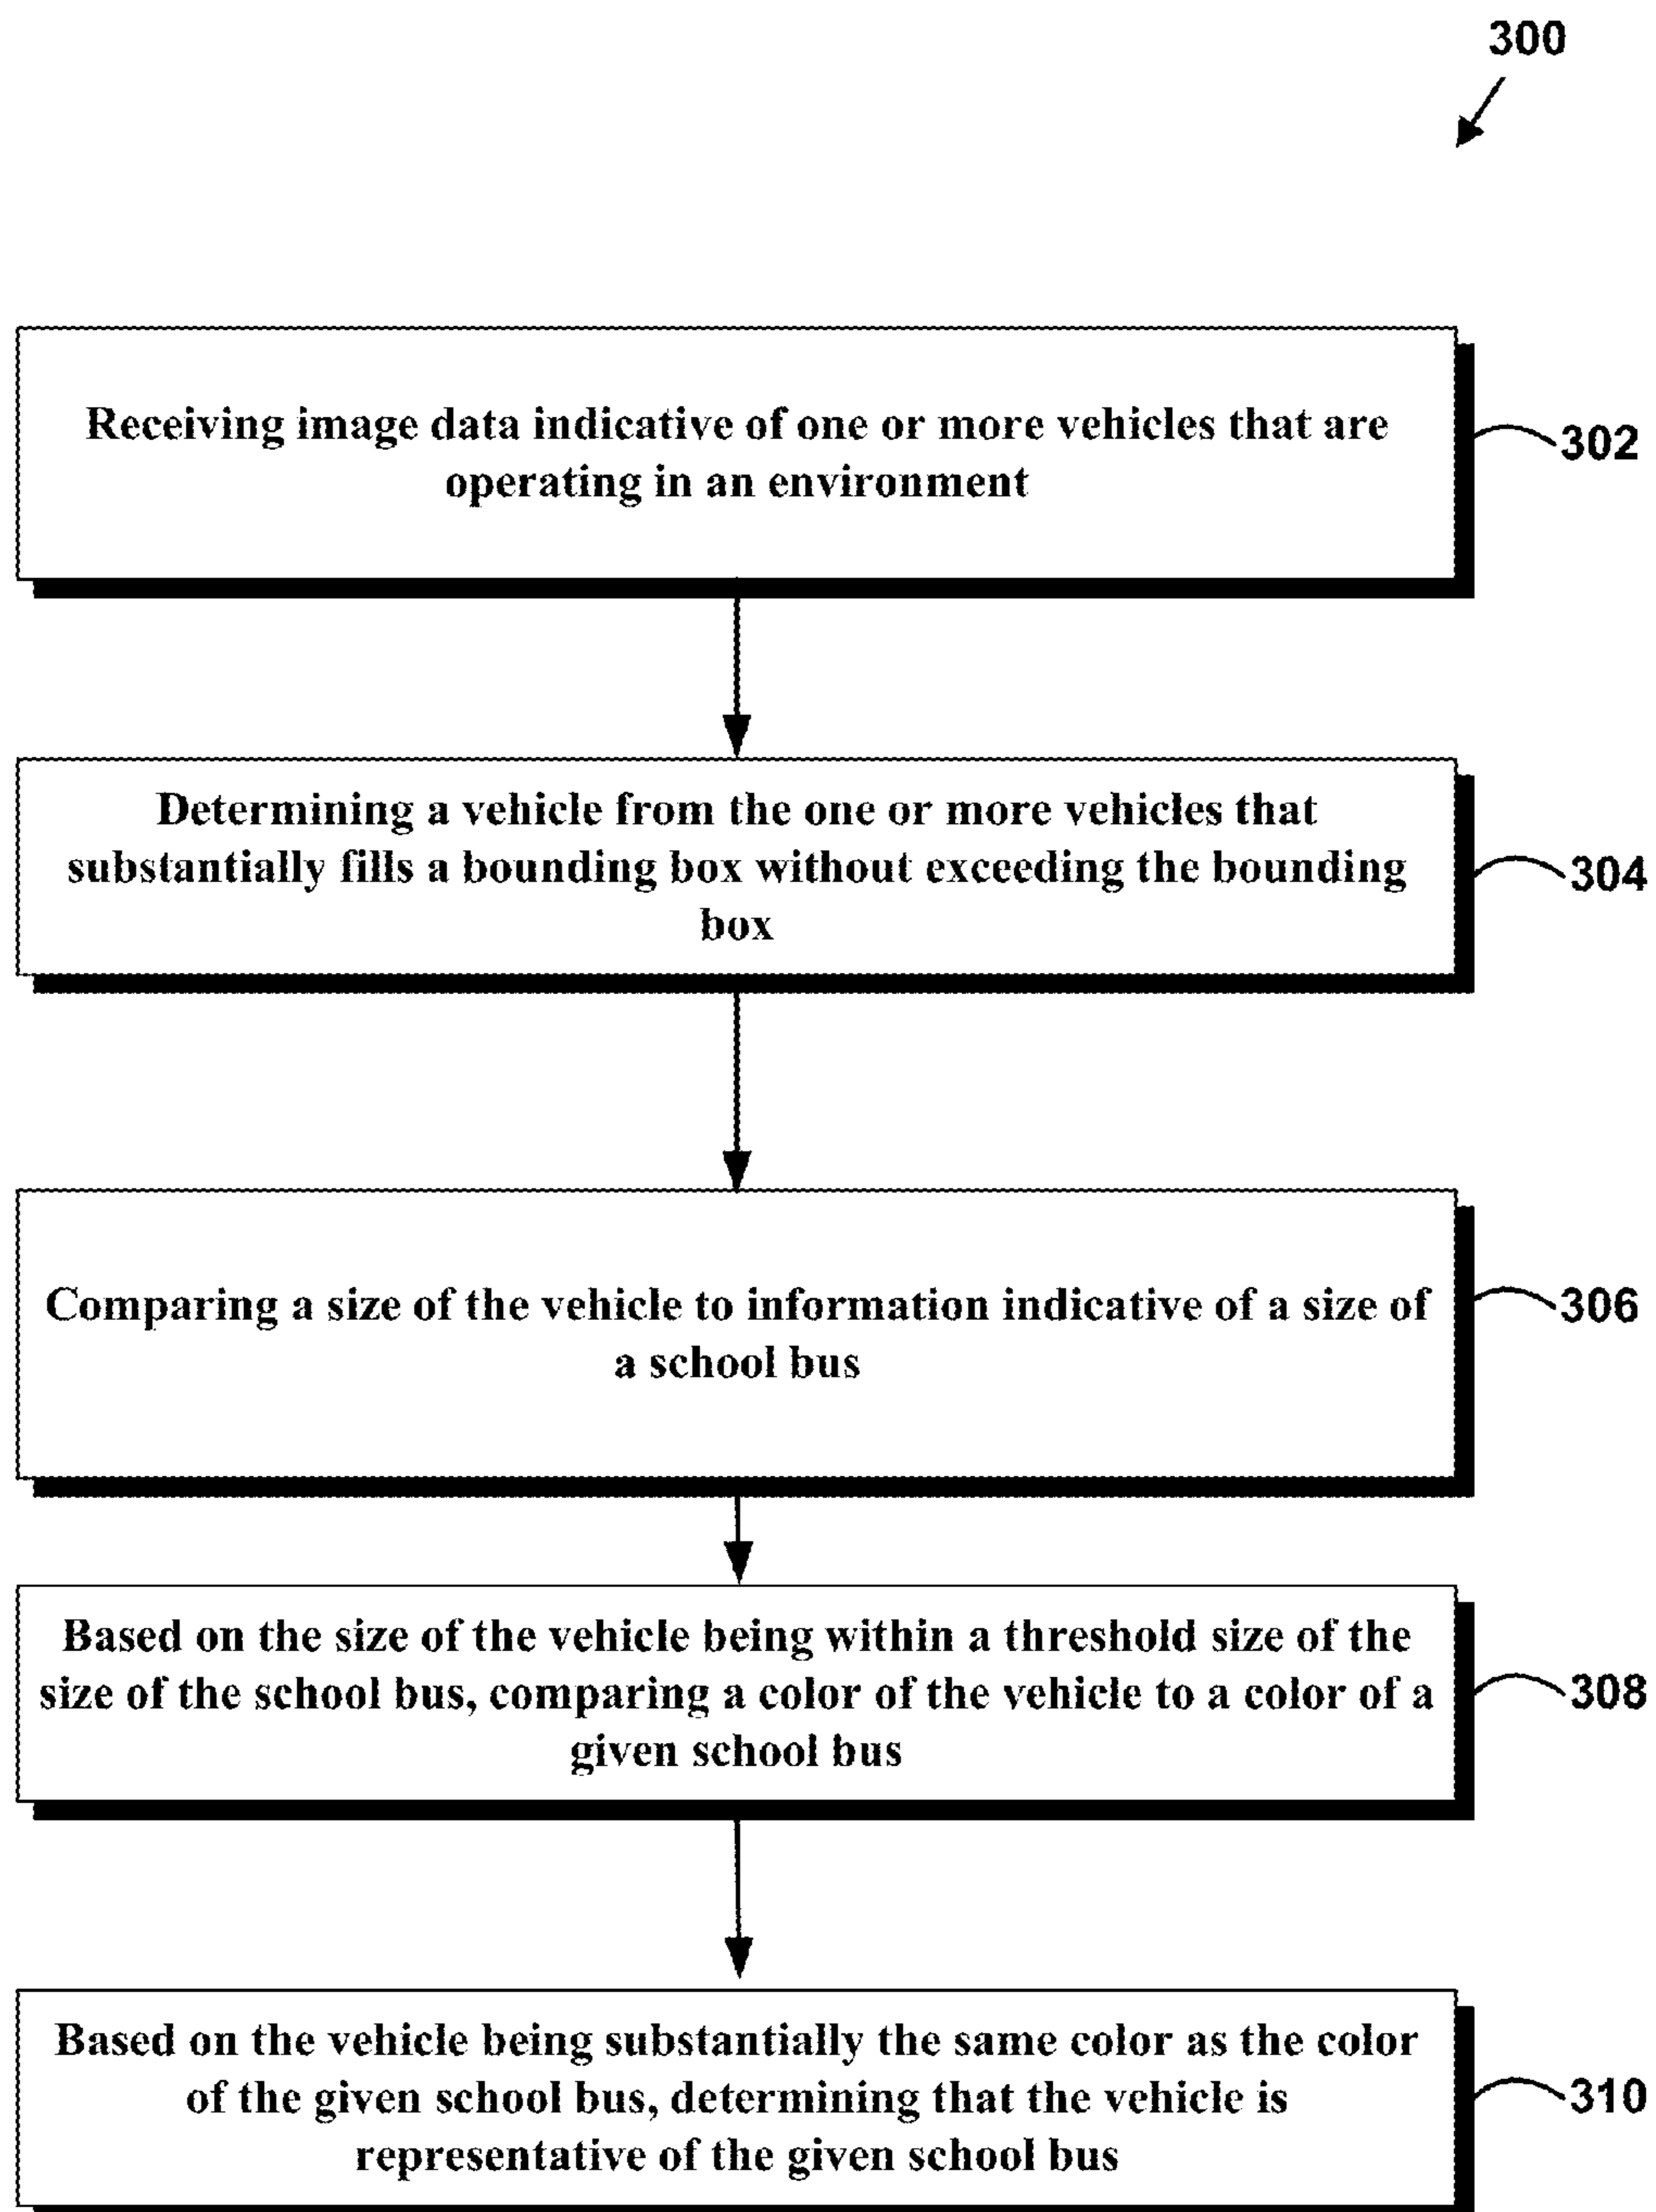 300
Receiving image data indicative of one or more vehicles that are
operating in an environment
302
Determining a vehicle from the one or more vehicles that
substantially fills a bounding box without exceeding the bounding
box
304
Comparing a size of the vehicle to information indicative of a size of
a school bus
306
Based on the size of the vehicle being within a threshold size of the
size of the school bus, comparing a color of the vehicle to a color of a
given school bus
308
Based on the vehicle being substantially the same color as the color
of the given school bus, determining that the vehicle is
representative of the given school bus
310